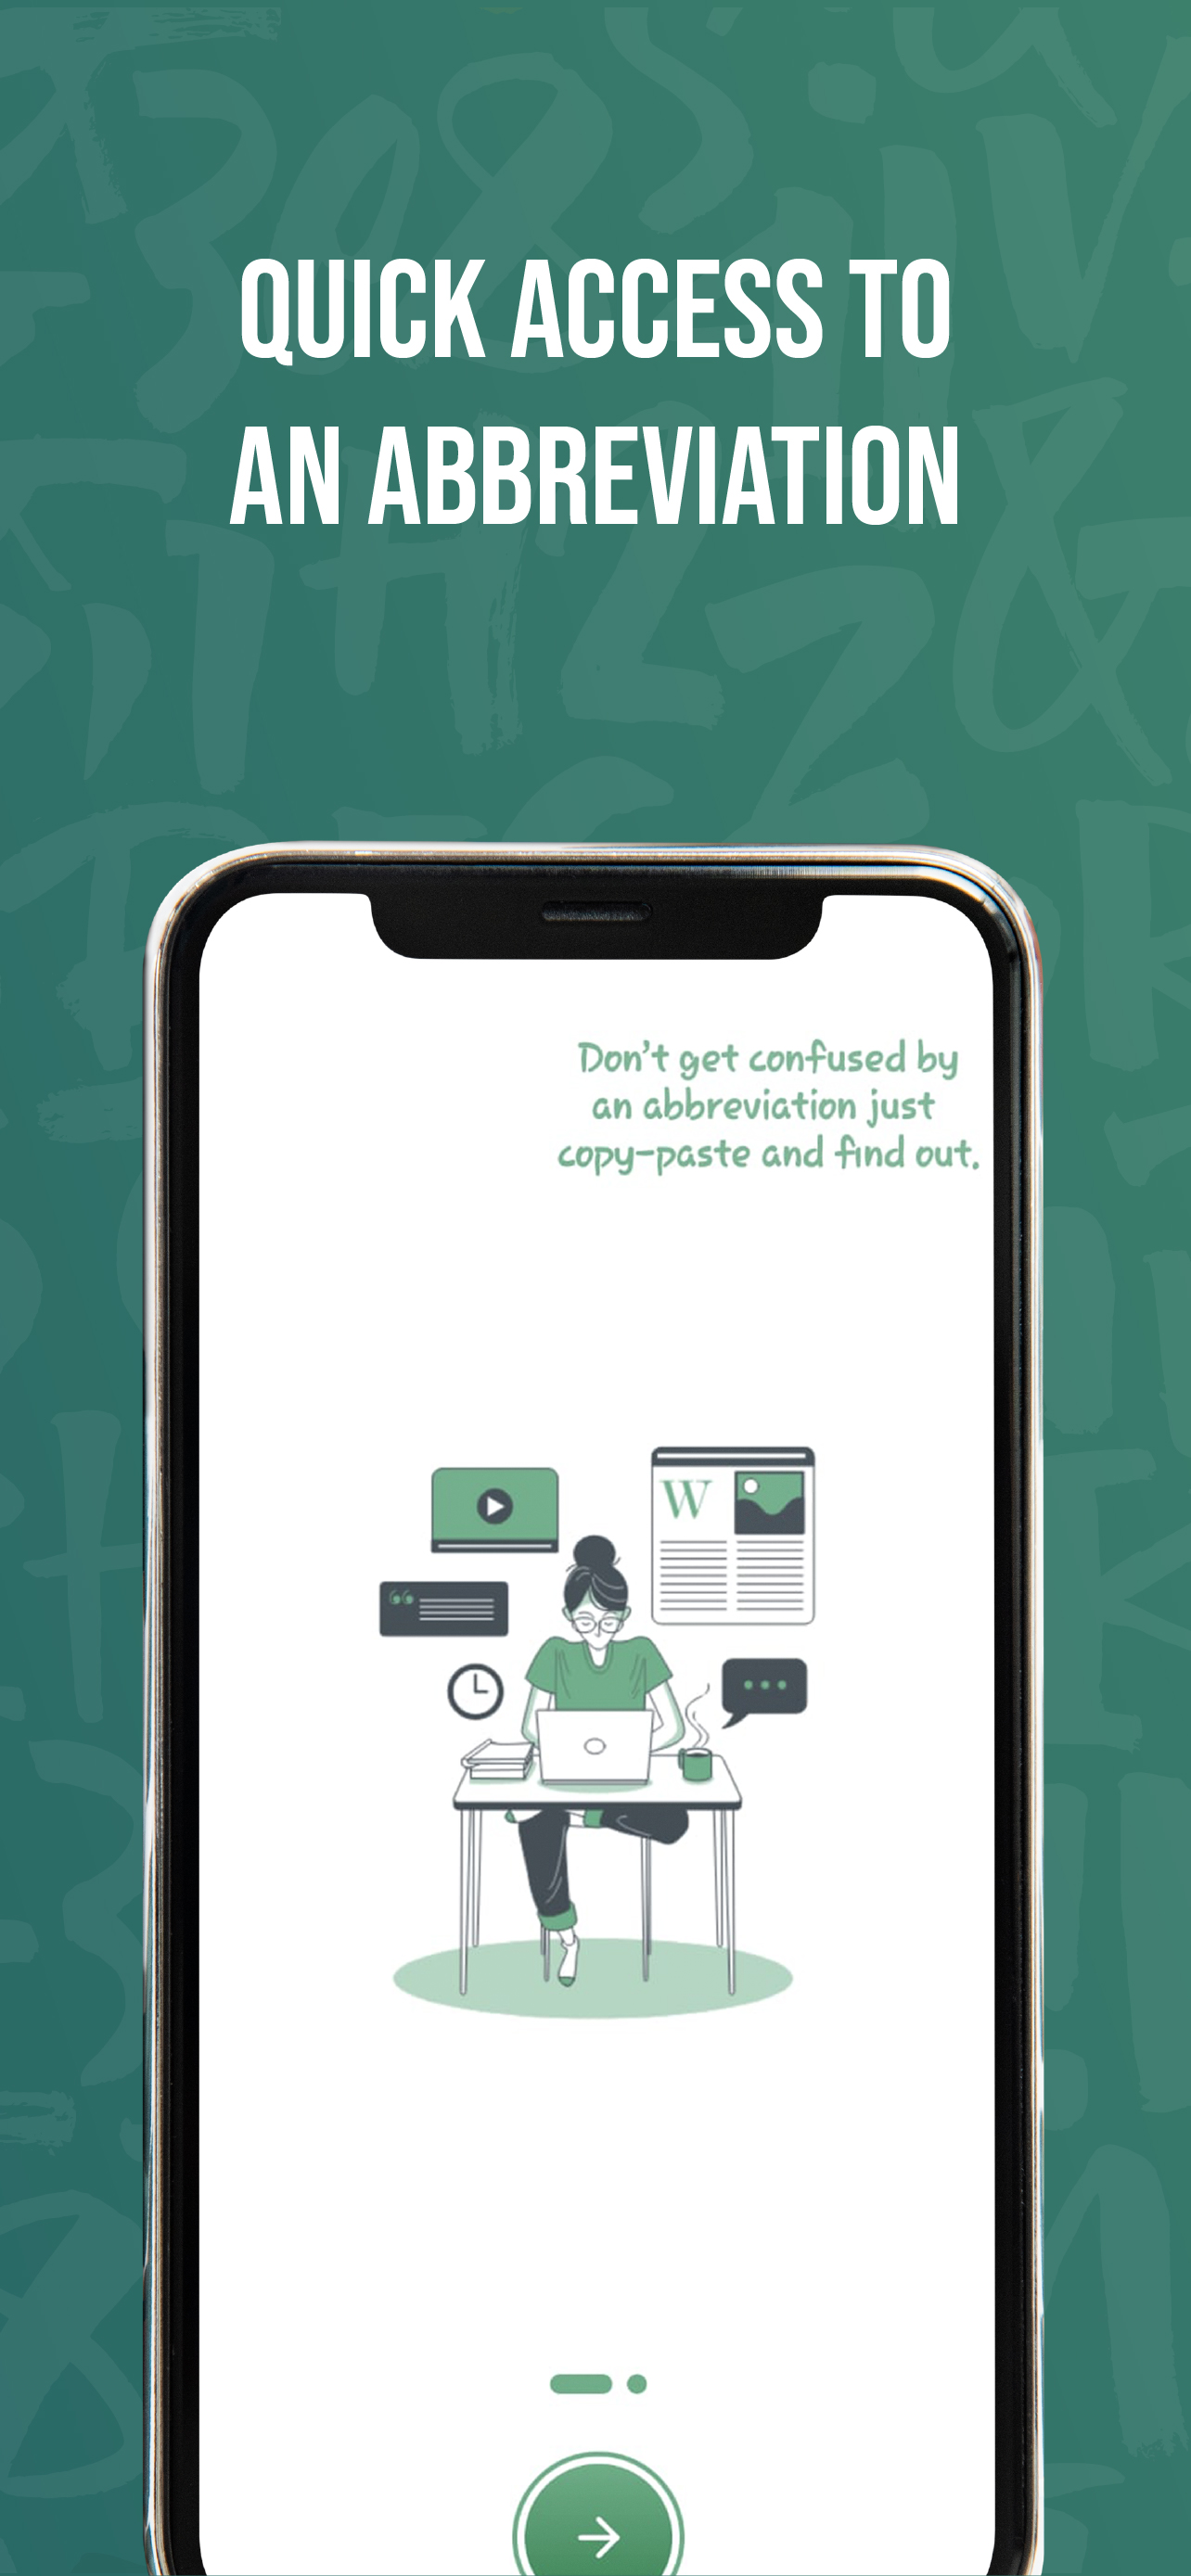 QUICK ACCESS TO
AN ABBREVIATION
Don't get confused by
an abbreviation just
copy-paste and find out.
W